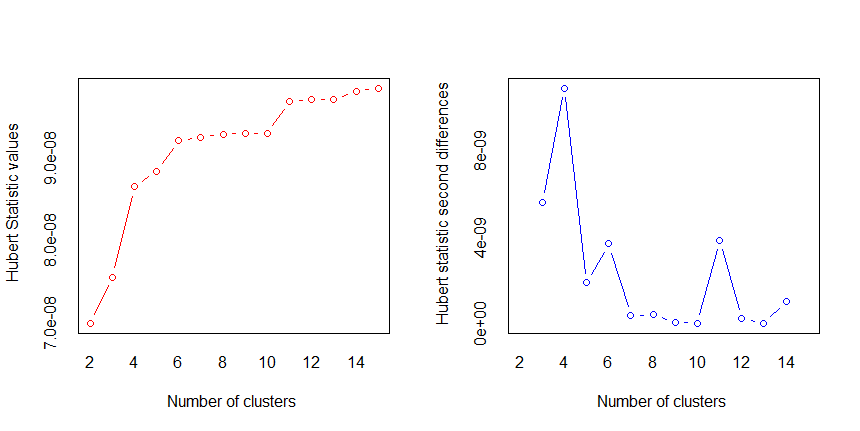 Hubert Statistic values
7.0e-08 8.0e-08 9.0e-08
2 4 6 8 10 12 14
Number of clusters
Hubert statistic second differences
0e+00 4e-09 8e-09
2 4 6 8 10 12 14
Number of clusters